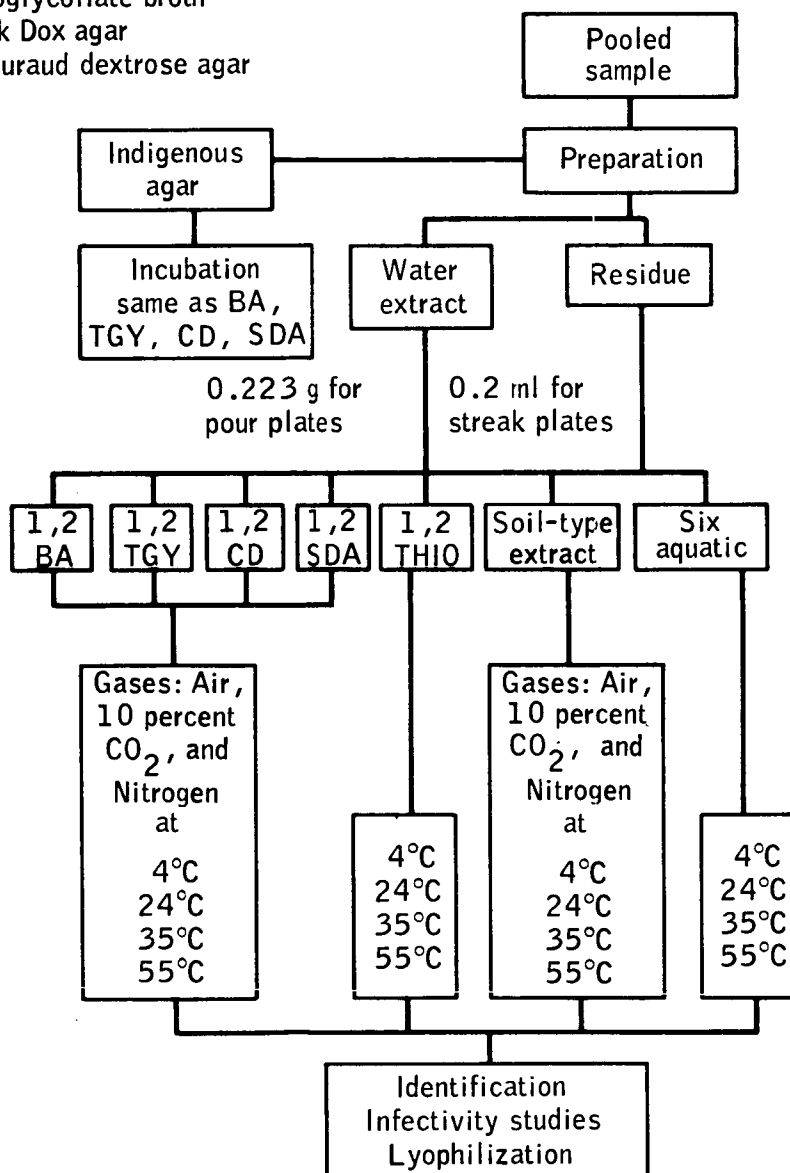 k Dox agar
dextrose agar
Pooled
sample
Indigenous
agar
Preparation
Incubation
same as BA,
TGY, CD, SDA
Water
extract
Residue
0.223 g for
pour plates
0.2 ml for
streak plates
1,2
BA
1,2
TGY
1,2
CD
1,2
SDA
1,2
THIO
Soil-type
extract
Six
aquatic
Gases: Air,
10 percent
CO2, and
Nitrogen
at
4°C
24°C
35°C
55°C
4°C
24°C
35°C
55°C
Gases: Air,
10 percent
CO2, and
Nitrogen
at
4°C
24°C
35°C
55°C
4°C
24°C
35°C
55°C
Identification
Infectivity studies
Lyophilization